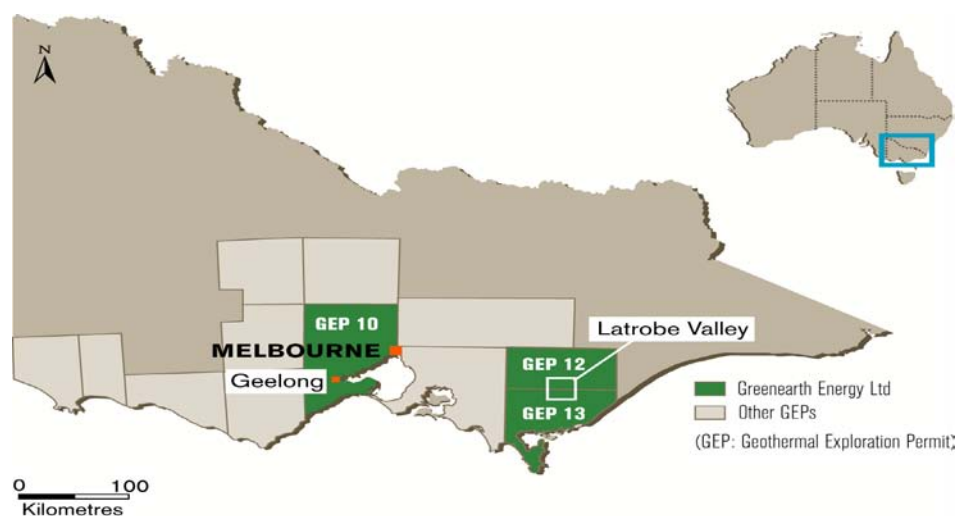 N
GEP 10
MELBOURNE
Geelong
Latrobe Valley
GEP 12
GEP 13
Greenearth Energy Ltd
Other GEPs
(GEP: Geothermal Exploration Permit)
0 100
Kilometres